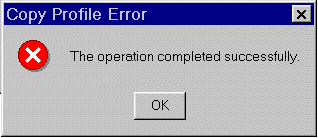 Copy Profile Error
The operation completed successfully.
OK